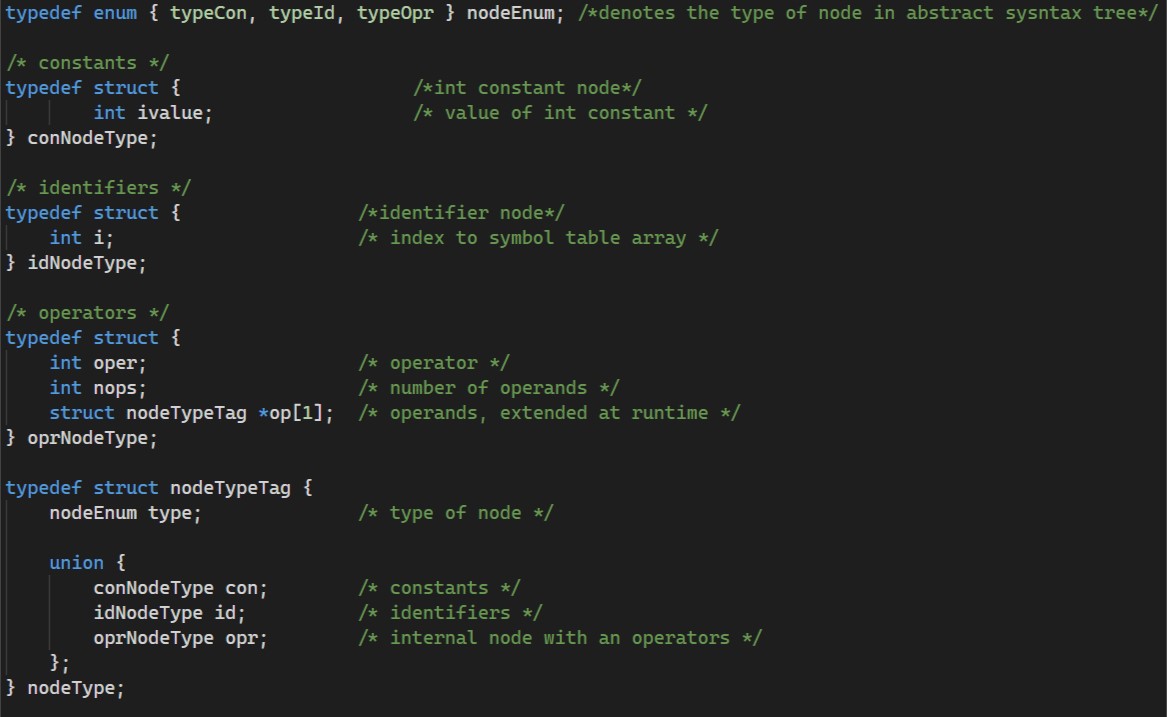 typedef enum { typeCon, typeId, typeOpr } nodeEnum; /*denotes the type of node in abstract sysntax tree*/
/* constants */
typedef struct { /*int constant node*/
int ivalue; /* value of int constant */
} conNodeType;
/* identifiers */
typedef struct { /*identifier node*/
int i; /* index to symbol table array */
} idNodeType;
/* operators */
typedef struct {
int oper; /* operator */
int nops; /* number of operands */
struct nodeTypeTag *op[1]; /* operands, extended at runtime */
} oprNodeType;
typedef struct nodeTypeTag {
nodeEnum type; /* type of node */
union {
conNodeType con; /* constants */
idNodeType id; /* identifiers */
oprNodeType opr; /* internal node with an operators */
};
} nodeType;